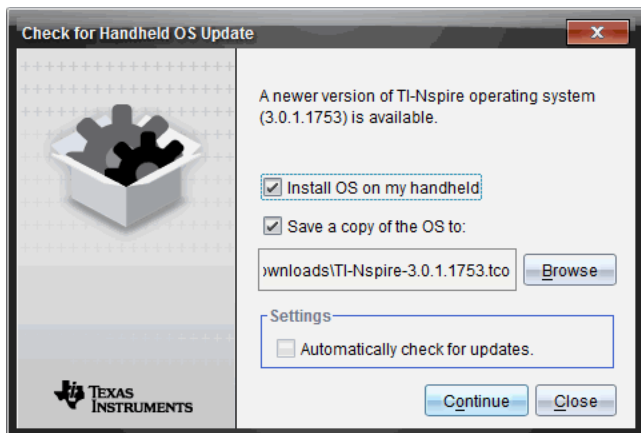 Check for Handheld OS Update
A newer version of TI-Nspire operating system
(3.0.1.1753) is available.
Install OS on my handheld
Save a copy of the OS to:
ownloads\TI-Nspire-3.0.1.1753.tco
Browse
Settings
Automatically check for updates.
TEXAS
INSTRUMENTS
Continue
Close